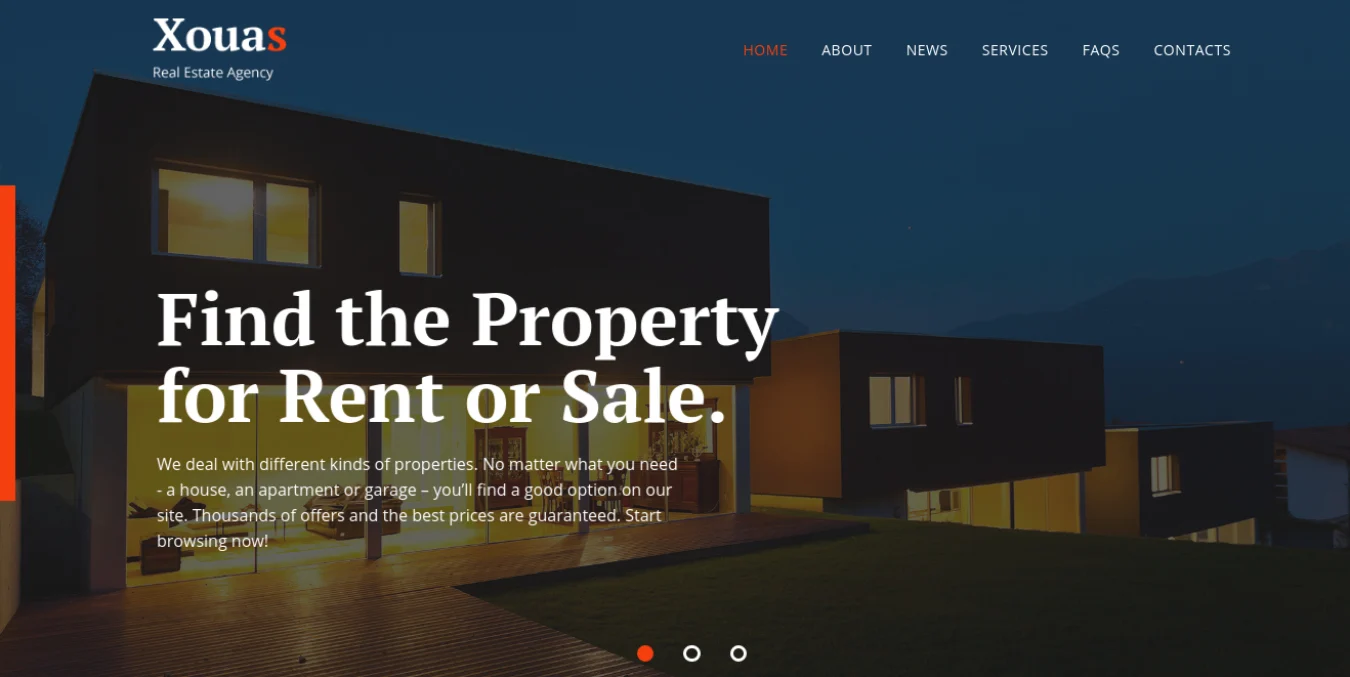 Xouas
Real Estate Agency
HOME ABOUT NEWS SERVICES FAQS CONTACTS
Find the Property
for Rent or Sale.
We deal with different kinds of properties. No matter what you need
- a house, an apartment or garage – you’ll find a good option on our
site. Thousands of offers and the best prices are guaranteed. Start
browsing now!